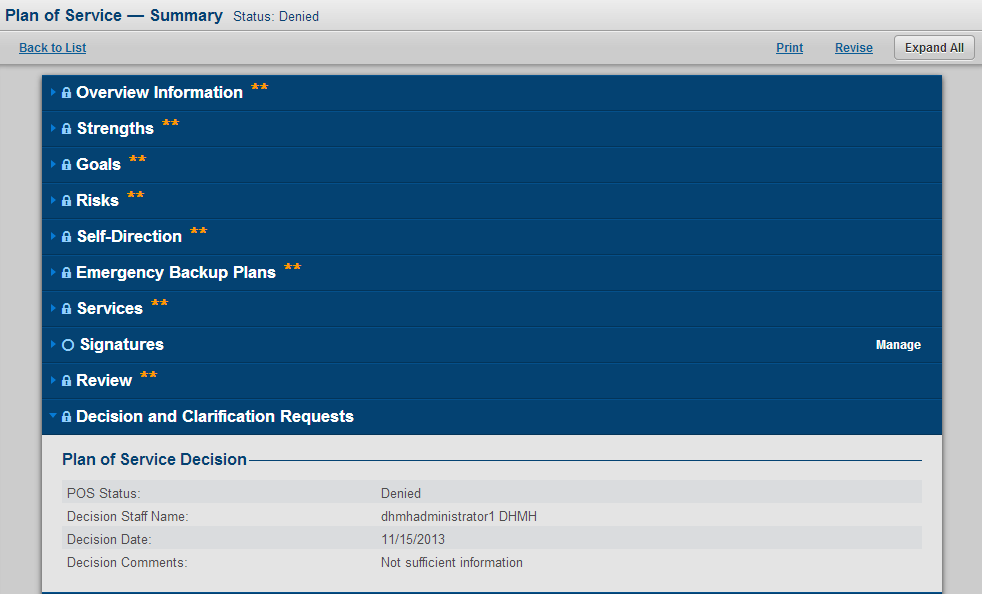 Plan of Service — Summary Status: Denied
Back to List Print Revise Expand All
Overview Information **
Strengths **
Goals **
Risks **
Self-Direction **
Emergency Backup Plans **
Services **
Signatures Manage
Review **
Decision and Clarification Requests
Plan of Service Decision
POS Status: Denied
Decision Staff Name: dhmhadministrator1 DHMH
Decision Date: 11/15/2013
Decision Comments: Not sufficient information